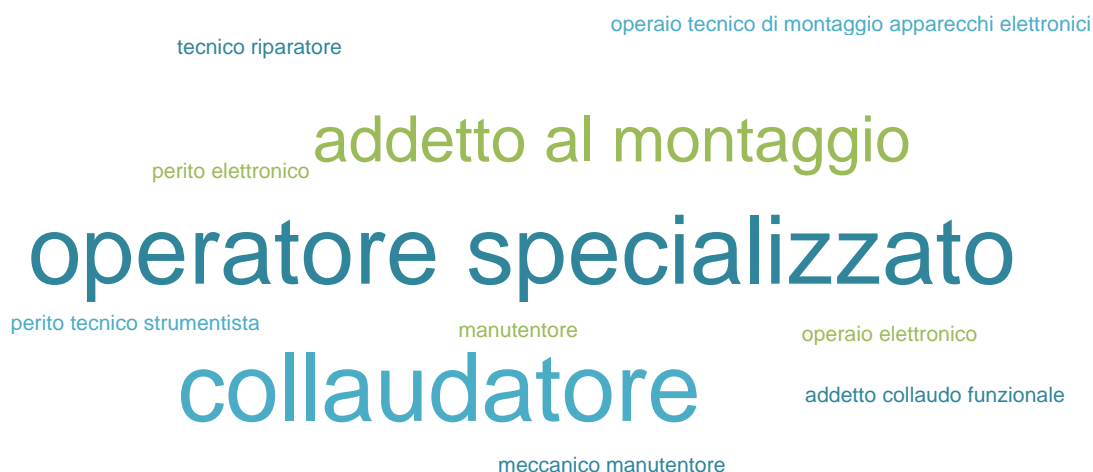 operaio tecnico di montaggio apparecchi elettronici
tecnico riparatore
addetto al montaggio
perito elettronico
operatore specializzato
perito tecnico strumentista
manutentore
operaio elettronico
collaudatore
addetto collaudo funzionale
meccanico manutentore